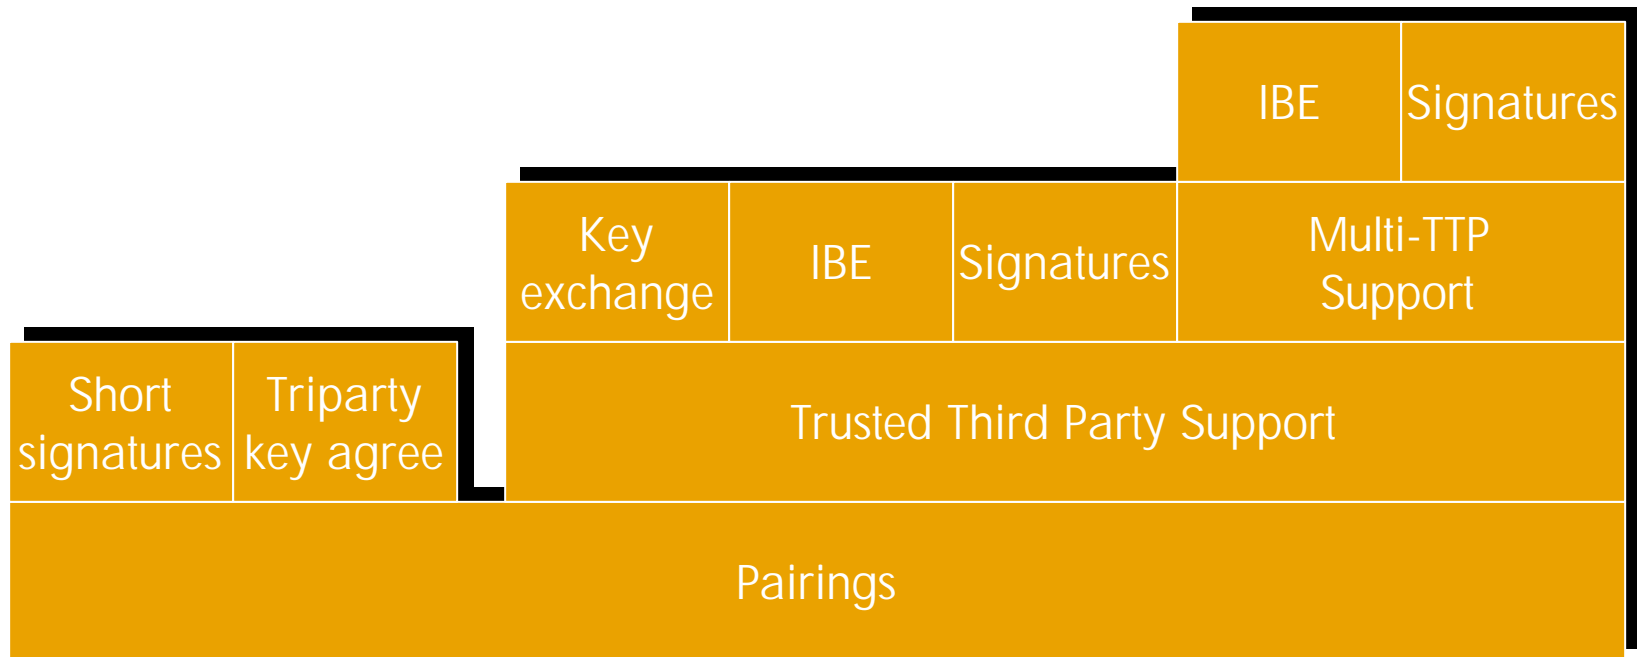 IBE
Signatures
Key
exchange
IBE
Signatures
Multi-TTP
Support
Short
signatures
Triparty
key agree
Trusted Third Party Support
Pairings